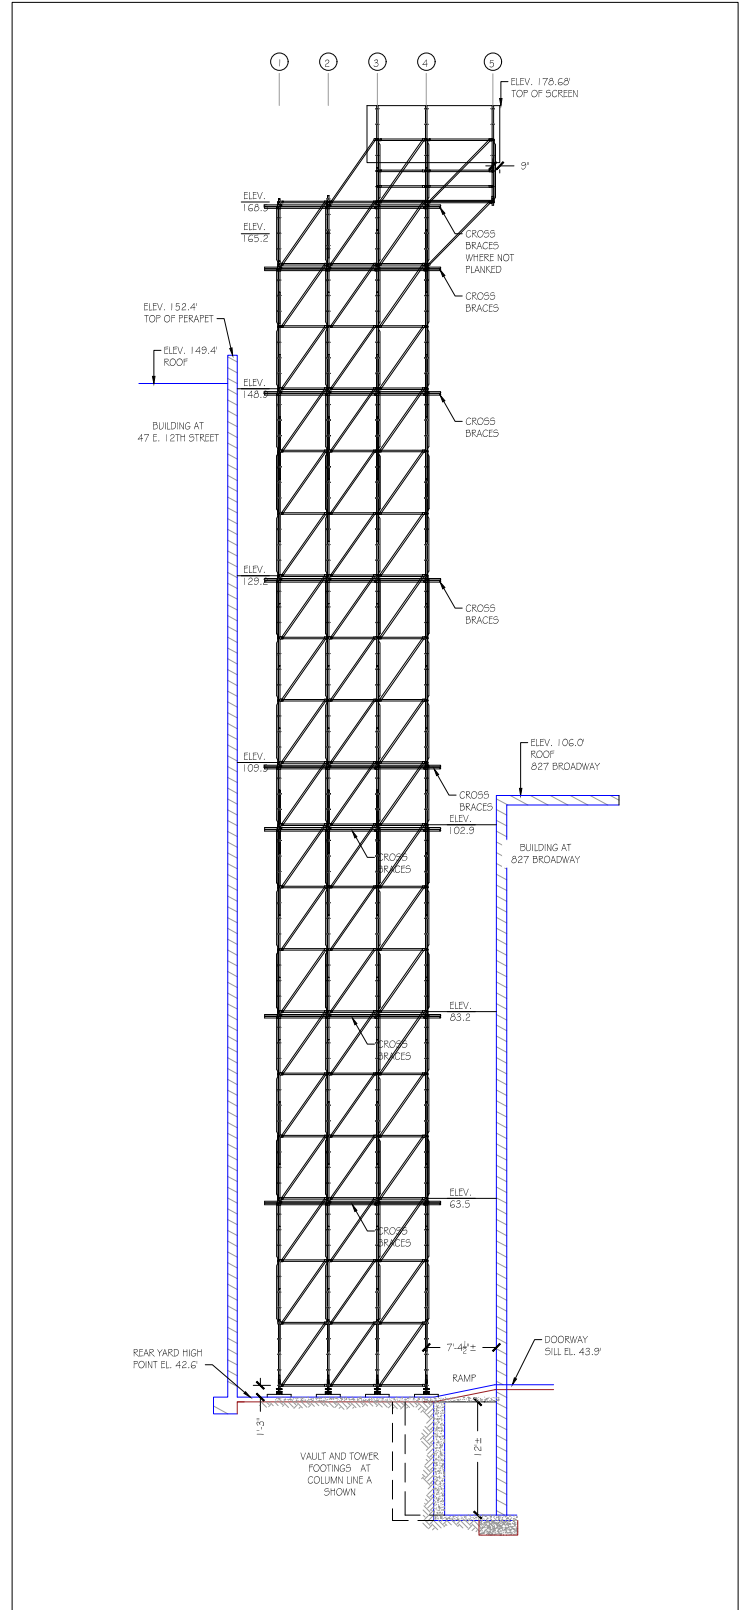 1 2 3 4 5
ELEV. 178.68'
TOP OF SCREEN
9"
ELEV.
168.5
ELEV.
165.2
CROSS
BRACES
WHERE NOT
PLANKED
CROSS
BRACES
ELEV. 152.4'
TOP OF PERAPET
ELEV. 149.4'
ROOF
ELEV.
BUILDING AT
47 E. 12TH STREET
CROSS
BRACES
ELEV.
129.2
CROSS
BRACES
ELEV. 106.0'
ROOF
827 BROADWAY
ELEV.
CROSS
BRACES
ELEV.
102.9
BUILDING AT
827 BROADWAY
CROSS
BRACES
ELEV.
83.2
CROSS
BRACES
ELEV.
63.5
CROSS
BRACES
7'-4½"±
DOORWAY
SILL EL. 43.9'
REAR YARD HIGH
POINT EL. 42.6'
RAMP
1'-3"
12'±
VAULT AND TOWER
FOOTINGS AT
COLUMN LINE A
SHOWN